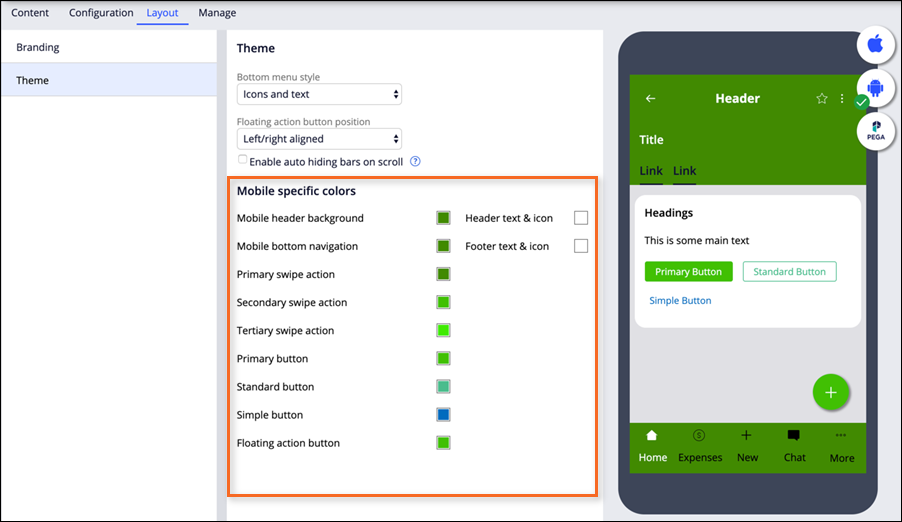 Content Configuration Layout Manage
Branding
Theme
Theme
Bottom menu style
Icons and text
Floating action button position
Left/right aligned
Enable auto hiding bars on scroll ?
Mobile specific colors
Mobile header background Header text & icon
Mobile bottom navigation Footer text & icon
Primary swipe action
Secondary swipe action
Tertiary swipe action
Primary button
Standard button
Simple button
Floating action button
Header
Title
Link Link
Headings
This is some main text
Primary Button Standard Button
Simple Button
Home Expenses New Chat More
PEGA